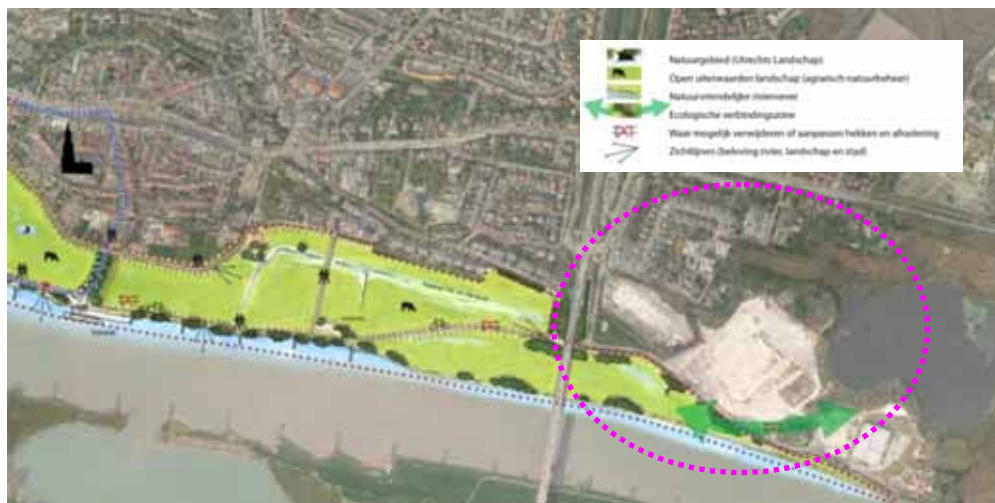 Natuurgebied (Utrechts Landschap)
Open uiterwaarden landschap (agrarisch natuurbeheer)
Natuurvriendelijke rivieroever
Ecologische verbindingszone
Waar mogelijk verwijderen of aanpassen hekken en afrastering
Zichtlijnen (beleving rivier, landschap en stad)